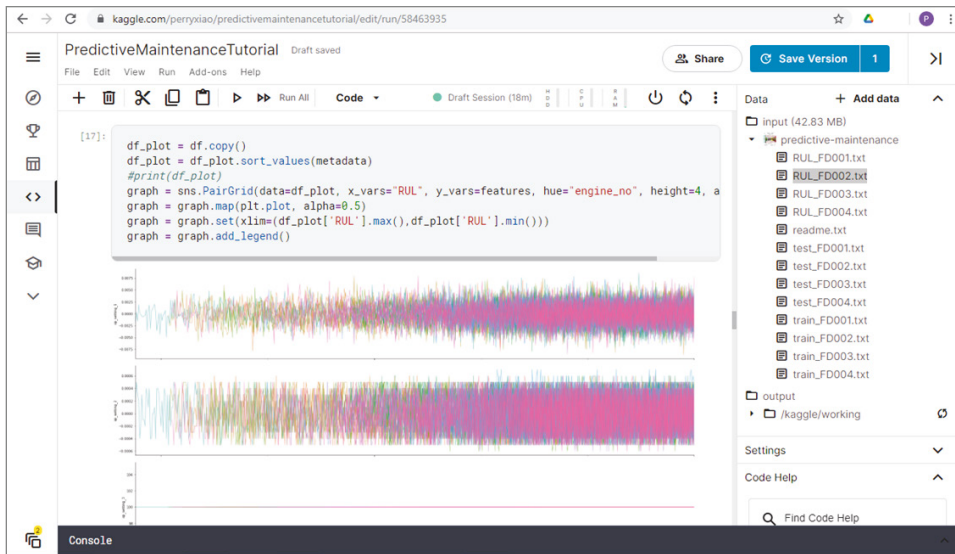 kaggle.com/perryxiao/predictivemaintenancetutorial/edit/run/58463935
P
PredictiveMaintenanceTutorial Draft saved
File Edit View Run Add-ons Help
Share
Save Version 1
Run All
Code
Draft Session (18m)
HDD
CPU
RAM
[17]:
df_plot = df.copy()
df_plot = df_plot.sort_values(metadata)
#print(df_plot)
graph = sns.PairGrid(data=df_plot, x_vars="RUL", y_vars=features, hue="engine_no", height=4, a
graph = graph.map(plt.plot, alpha=0.5)
graph = graph.set(xlim=(df_plot['RUL'].max(),df_plot['RUL'].min()))
graph = graph.add_legend()
Data
+ Add data
input (42.83 MB)
predictive-maintenance
RUL_FD001.txt
RUL_FD002.txt
RUL_FD003.txt
RUL_FD004.txt
readme.txt
test_FD001.txt
test_FD002.txt
test_FD003.txt
test_FD004.txt
train_FD001.txt
train_FD002.txt
train_FD003.txt
train_FD004.txt
output
/kaggle/working
Settings
Code Help
Find Code Help
2
Console